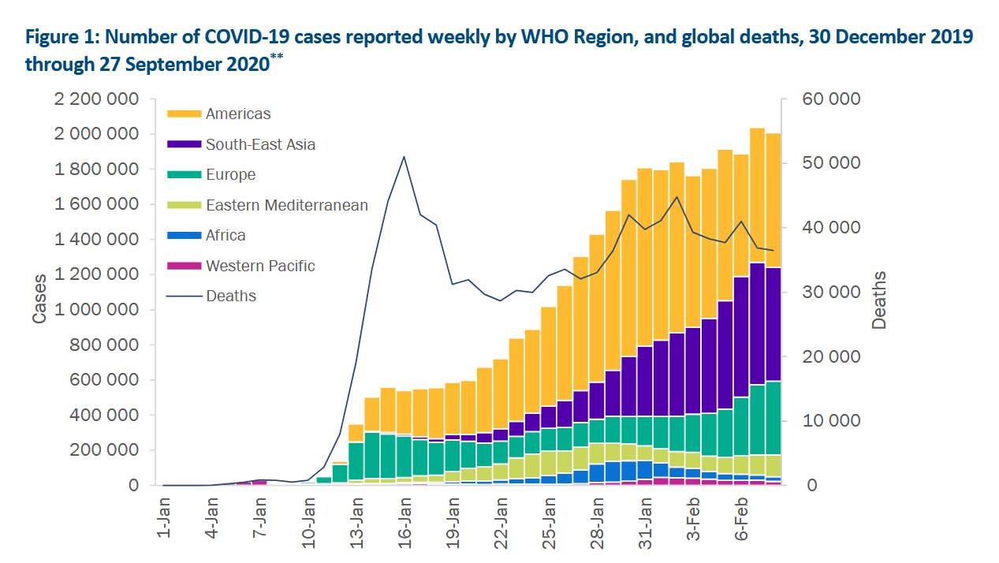 Figure 1: Number of COVID-19 cases reported weekly by WHO Region, and global deaths, 30 December 2019
through 27 September 2020**
2 200 000
2 000 000
1 800 000
1 600 000
1 400 000
1 200 000
1 000 000
800 000
600 000
400 000
200 000
0
Cases
Americas
South-East Asia
Europe
Eastern Mediterranean
Africa
Western Pacific
Deaths
60 000
50 000
40 000
30 000
20 000
10 000
0
Deaths
1-Jan
4-Jan
7-Jan
10-Jan
13-Jan
16-Jan
19-Jan
22-Jan
25-Jan
28-Jan
31-Jan
3-Feb
6-Feb